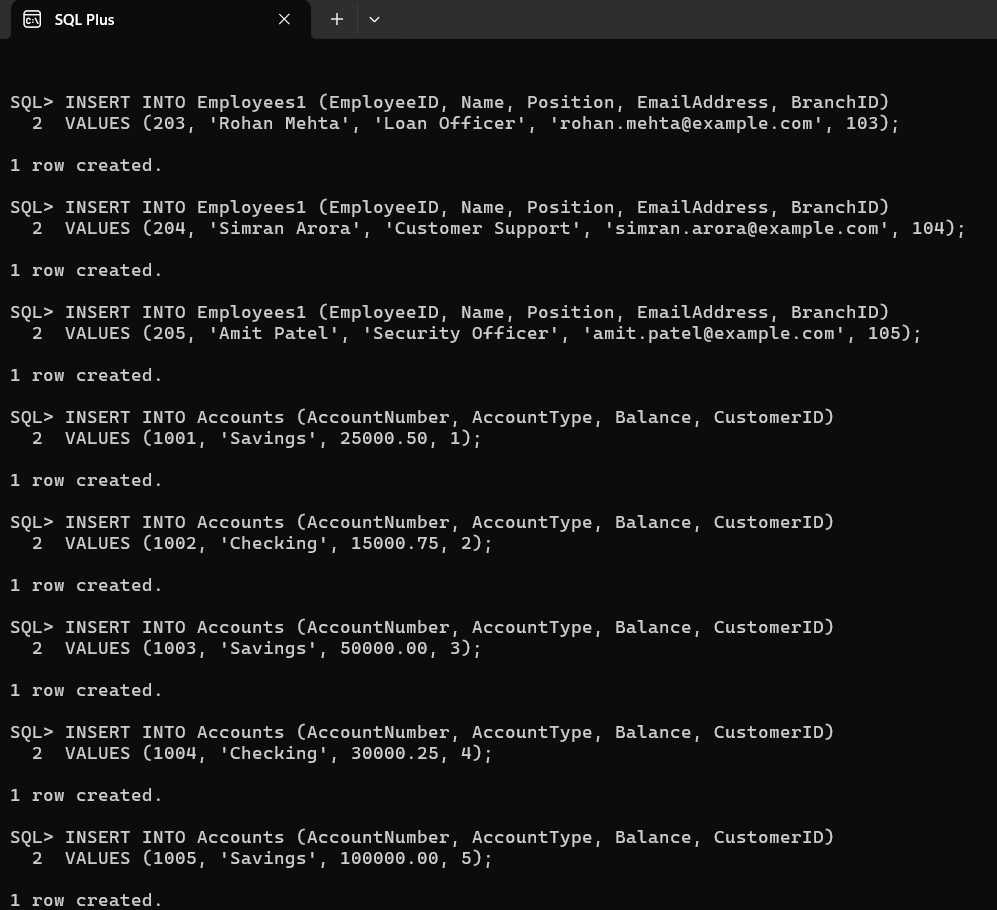 SQL Plus
SQL> INSERT INTO Employees1 (EmployeeID, Name, Position, EmailAddress, BranchID)
2 VALUES (203, 'Rohan Mehta', 'Loan Officer', 'rohan.mehta@example.com', 103);
1 row created.
SQL> INSERT INTO Employees1 (EmployeeID, Name, Position, EmailAddress, BranchID)
2 VALUES (204, 'Simran Arora', 'Customer Support', 'simran.arora@example.com', 104);
1 row created.
SQL> INSERT INTO Employees1 (EmployeeID, Name, Position, EmailAddress, BranchID)
2 VALUES (205, 'Amit Patel', 'Security Officer', 'amit.patel@example.com', 105);
1 row created.
SQL> INSERT INTO Accounts (AccountNumber, AccountType, Balance, CustomerID)
2 VALUES (1001, 'Savings', 25000.50, 1);
1 row created.
SQL> INSERT INTO Accounts (AccountNumber, AccountType, Balance, CustomerID)
2 VALUES (1002, 'Checking', 15000.75, 2);
1 row created.
SQL> INSERT INTO Accounts (AccountNumber, AccountType, Balance, CustomerID)
2 VALUES (1003, 'Savings', 50000.00, 3);
1 row created.
SQL> INSERT INTO Accounts (AccountNumber, AccountType, Balance, CustomerID)
2 VALUES (1004, 'Checking', 30000.25, 4);
1 row created.
SQL> INSERT INTO Accounts (AccountNumber, AccountType, Balance, CustomerID)
2 VALUES (1005, 'Savings', 100000.00, 5);
1 row created.